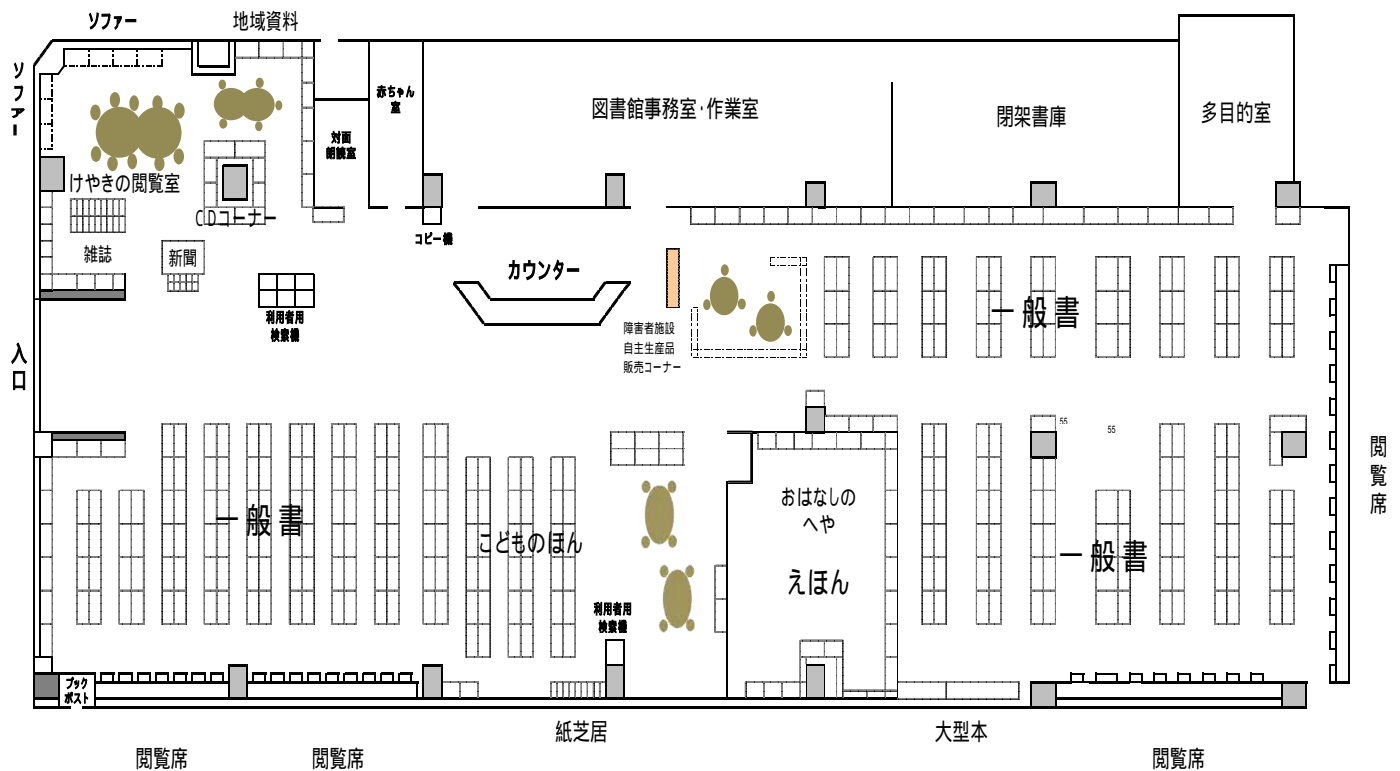 ソファー
地域資料
ソファー
赤ちゃん
室
図書館事務室・作業室
閉架書庫
多目的室
対面
朗読室
けやきの閲覧室
CDコーナー
コピー機
雑誌
新聞
カウンター
利用者用
検索機
障害者施設
自主生産品
販売コーナー
一般書
入口
55
55
閲覧席
一般書
こどものほん
おはなしの
へや
えほん
一般書
利用者用
検索機
ブック
ポスト
紙芝居
大型本
閲覧席
閲覧席
閲覧席